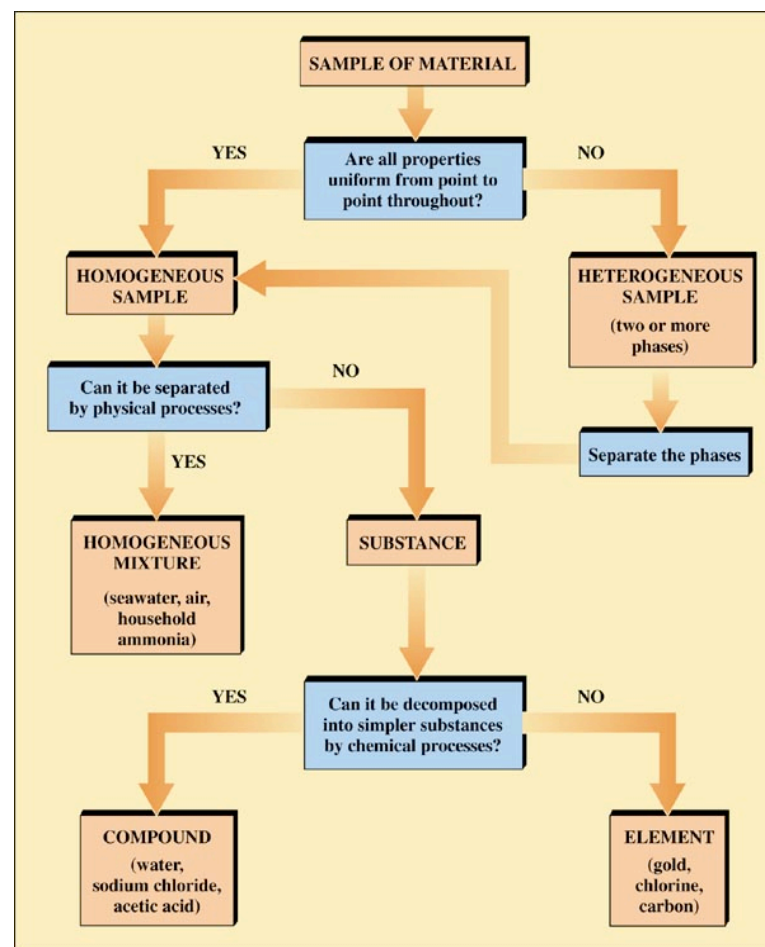 SAMPLE OF MATERIAL
YES
Are all properties
uniform from point to
point throughout?
NO
HOMOGENEOUS
SAMPLE
HETEROGENEOUS
SAMPLE
(two or more
phases)
Can it be separated
by physical processes?
NO
Separate the phases
YES
HOMOGENEOUS
MIXTURE
(seawater, air,
household
ammonia)
SUBSTANCE
YES
Can it be decomposed
into simpler substances
by chemical processes?
NO
COMPOUND
(water,
sodium chloride,
acetic acid)
ELEMENT
(gold,
chlorine,
carbon)